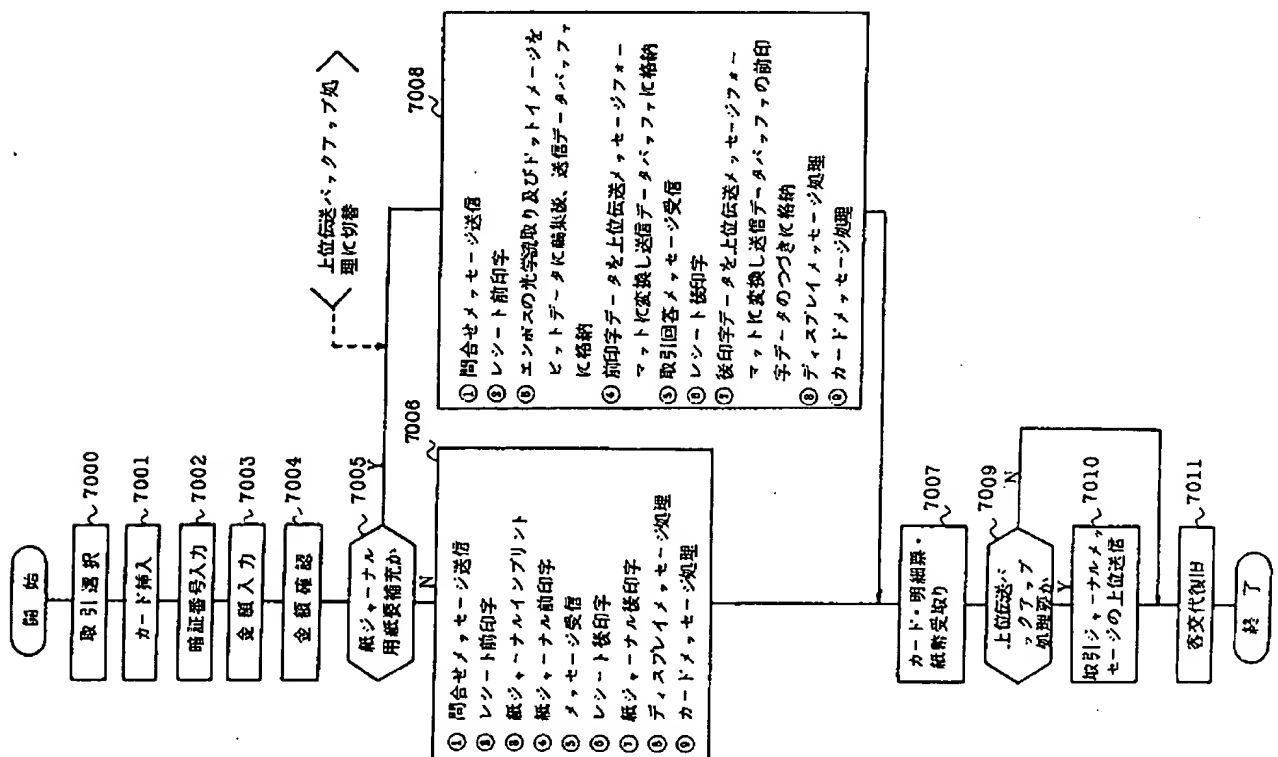 開始
取引選択
7000
カード挿入
7001
暗証番号入力
7002
金額入力
7003
金額確認
7004
紙ジャーナル
用紙要補充か
7005
Y
N
上位伝送バックアップ処
理に切替
7006
① 問合せメッセージ送信
② レシート前印字
③ 紙ジャーナルインプリント
④ 紙ジャーナル前印字
⑤ メッセージ受信
⑥ レシート後印字
⑦ 紙ジャーナル後印字
⑧ ディスプレイメッセージ処理
⑨ カードメッセージ処理
7008
① 問合せメッセージ送信
② レシート前印字
③ エンボスの光学読取り及びドットイメージを
ビットデータに編集後、送信データバッファ
に格納
④ 前印字データを上位伝送メッセージフォー
マットに変換し送信データバッファに格納
⑤ 取引回答メッセージ受信
⑥ レシート後印字
⑦ 後印字データを上位伝送メッセージフォー
マットに変換し送信データバッファの前印
字データのつづきに格納
⑧ ディスプレイメッセージ処理
⑨ カードメッセージ処理
カード・明細票・
紙幣受取り
7007
上位伝送バ
ックアップ
処理要か
7009
N
Y
取引ジャーナルメッ
セージの上位送信
7010
客交代復旧
7011
終了